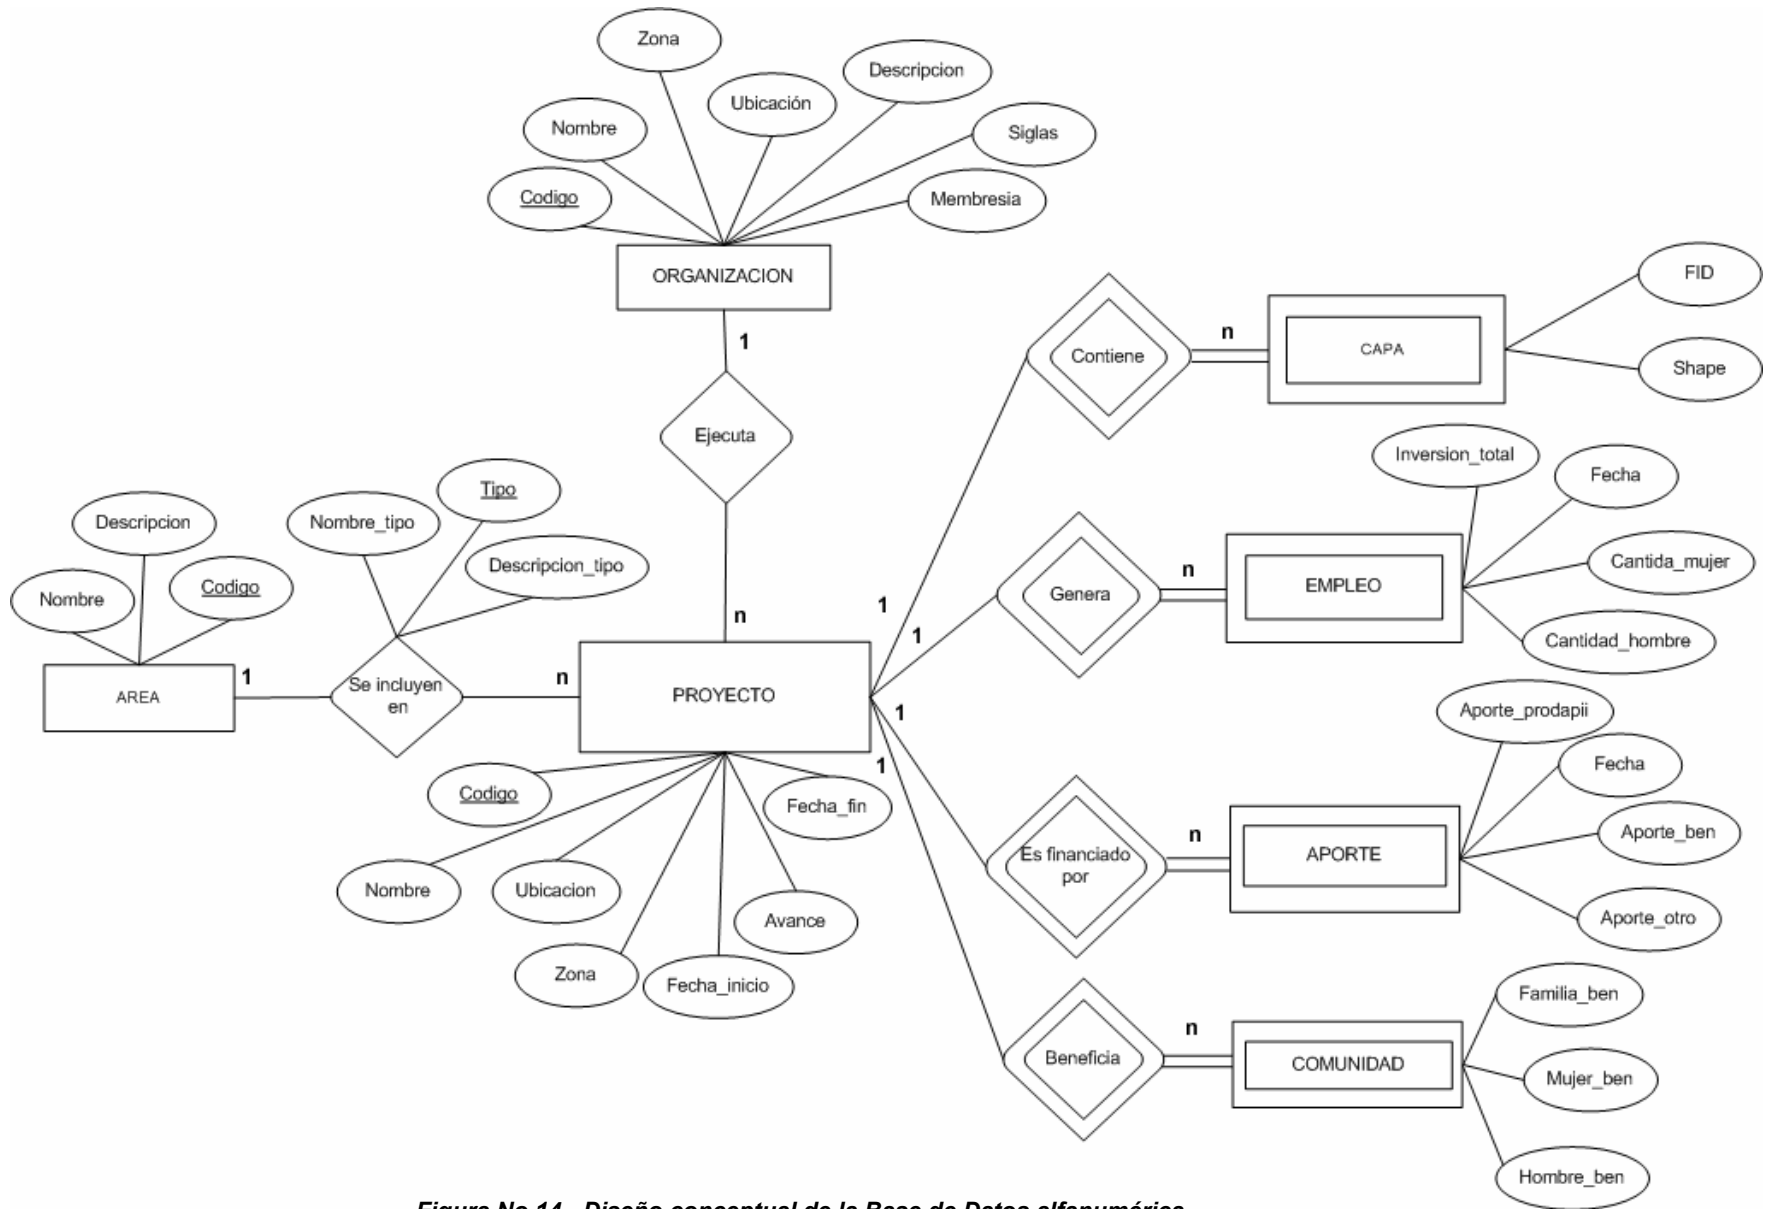 Zona
Descripcion
Ubicación
Nombre
Siglas
Codigo
Membresia
ORGANIZACION
1
Ejecuta
n
Contiene
n
CAPA
FID
Shape
Inversion_total
Fecha
Cantida_mujer
Cantidad_hombre
1
Genera
n
EMPLEO
1
Tipo
Nombre_tipo
Descripcion_tipo
Descripcion
Nombre
Codigo
AREA
1
Se incluyen
en
n
PROYECTO
1
1
Codigo
Nombre
Ubicacion
Zona
Fecha_inicio
Avance
Fecha_fin
Es financiado
por
n
APORTE
Aporte_prodapii
Fecha
Aporte_ben
Aporte_otro
Beneficia
n
COMUNIDAD
Familia_ben
Mujer_ben
Hombre_ben
Figura No 14 Diseño conceptual de la Base de Datos alfanumérica